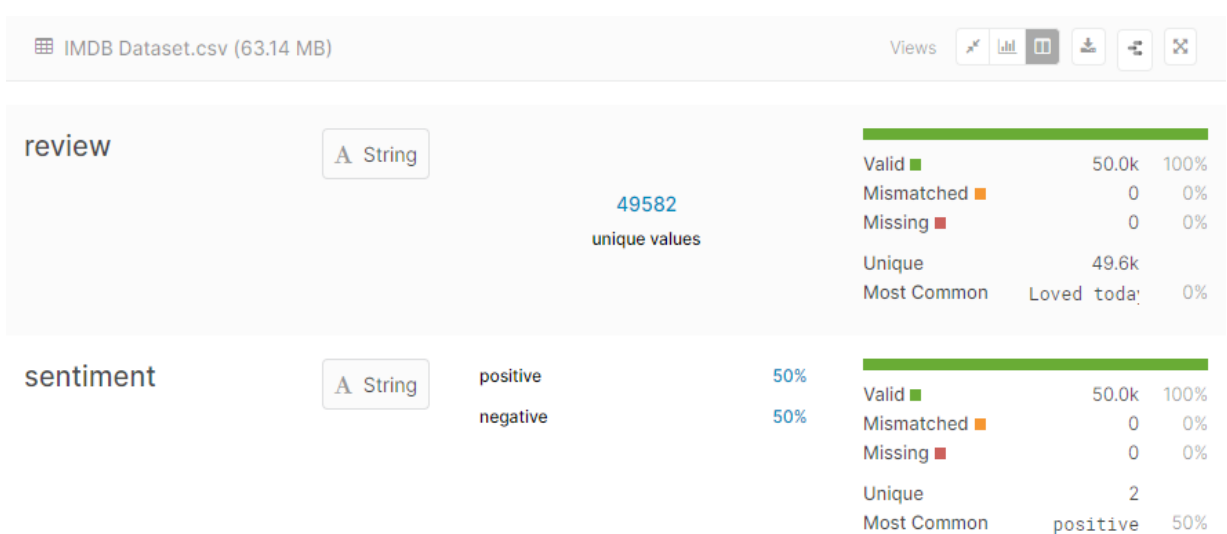 IMDB Dataset.csv (63.14 MB)
Views
review
A String
49582
unique values
Valid 50.0k 100%
Mismatched 0 0%
Missing 0 0%
Unique 49.6k
Most Common Loved toda 0%
sentiment
A String
positive 50%
negative 50%
Valid 50.0k 100%
Mismatched 0 0%
Missing 0 0%
Unique 2
Most Common positive 50%